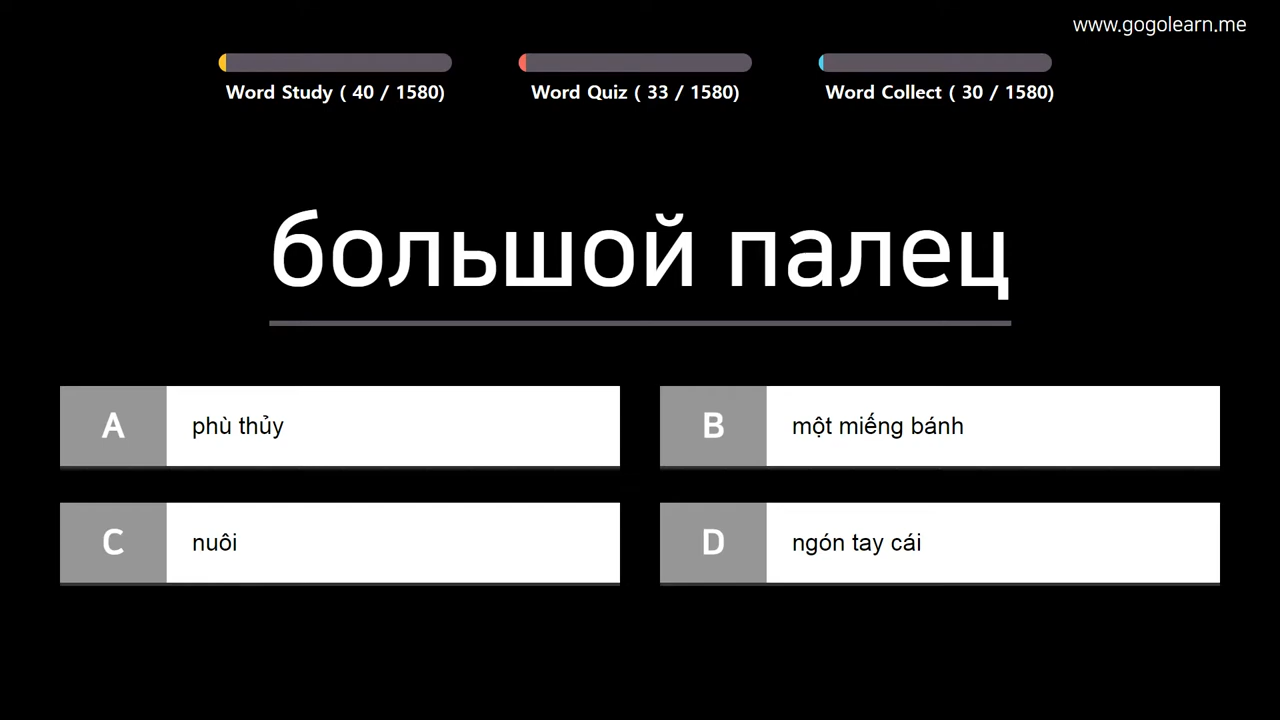 www.gogolearn.me
Word Study ( 40 / 1580)
Word Quiz ( 33 / 1580)
Word Collect ( 30 / 1580)
большой палец
A phù thủy
B một miếng bánh
C nuôi
D ngón tay cái